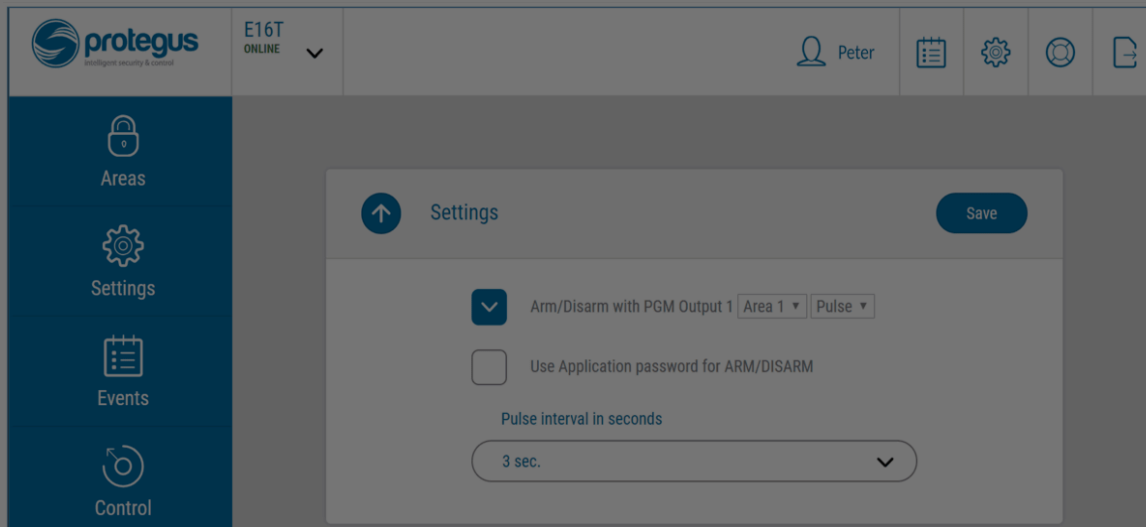 protegus
intelligent security & control
E16T
ONLINE
Peter
Areas
Settings
Events
Control
Settings
Save
Arm/Disarm with PGM Output 1 Area 1 Pulse
Use Application password for ARM/DISARM
Pulse interval in seconds
3 sec.